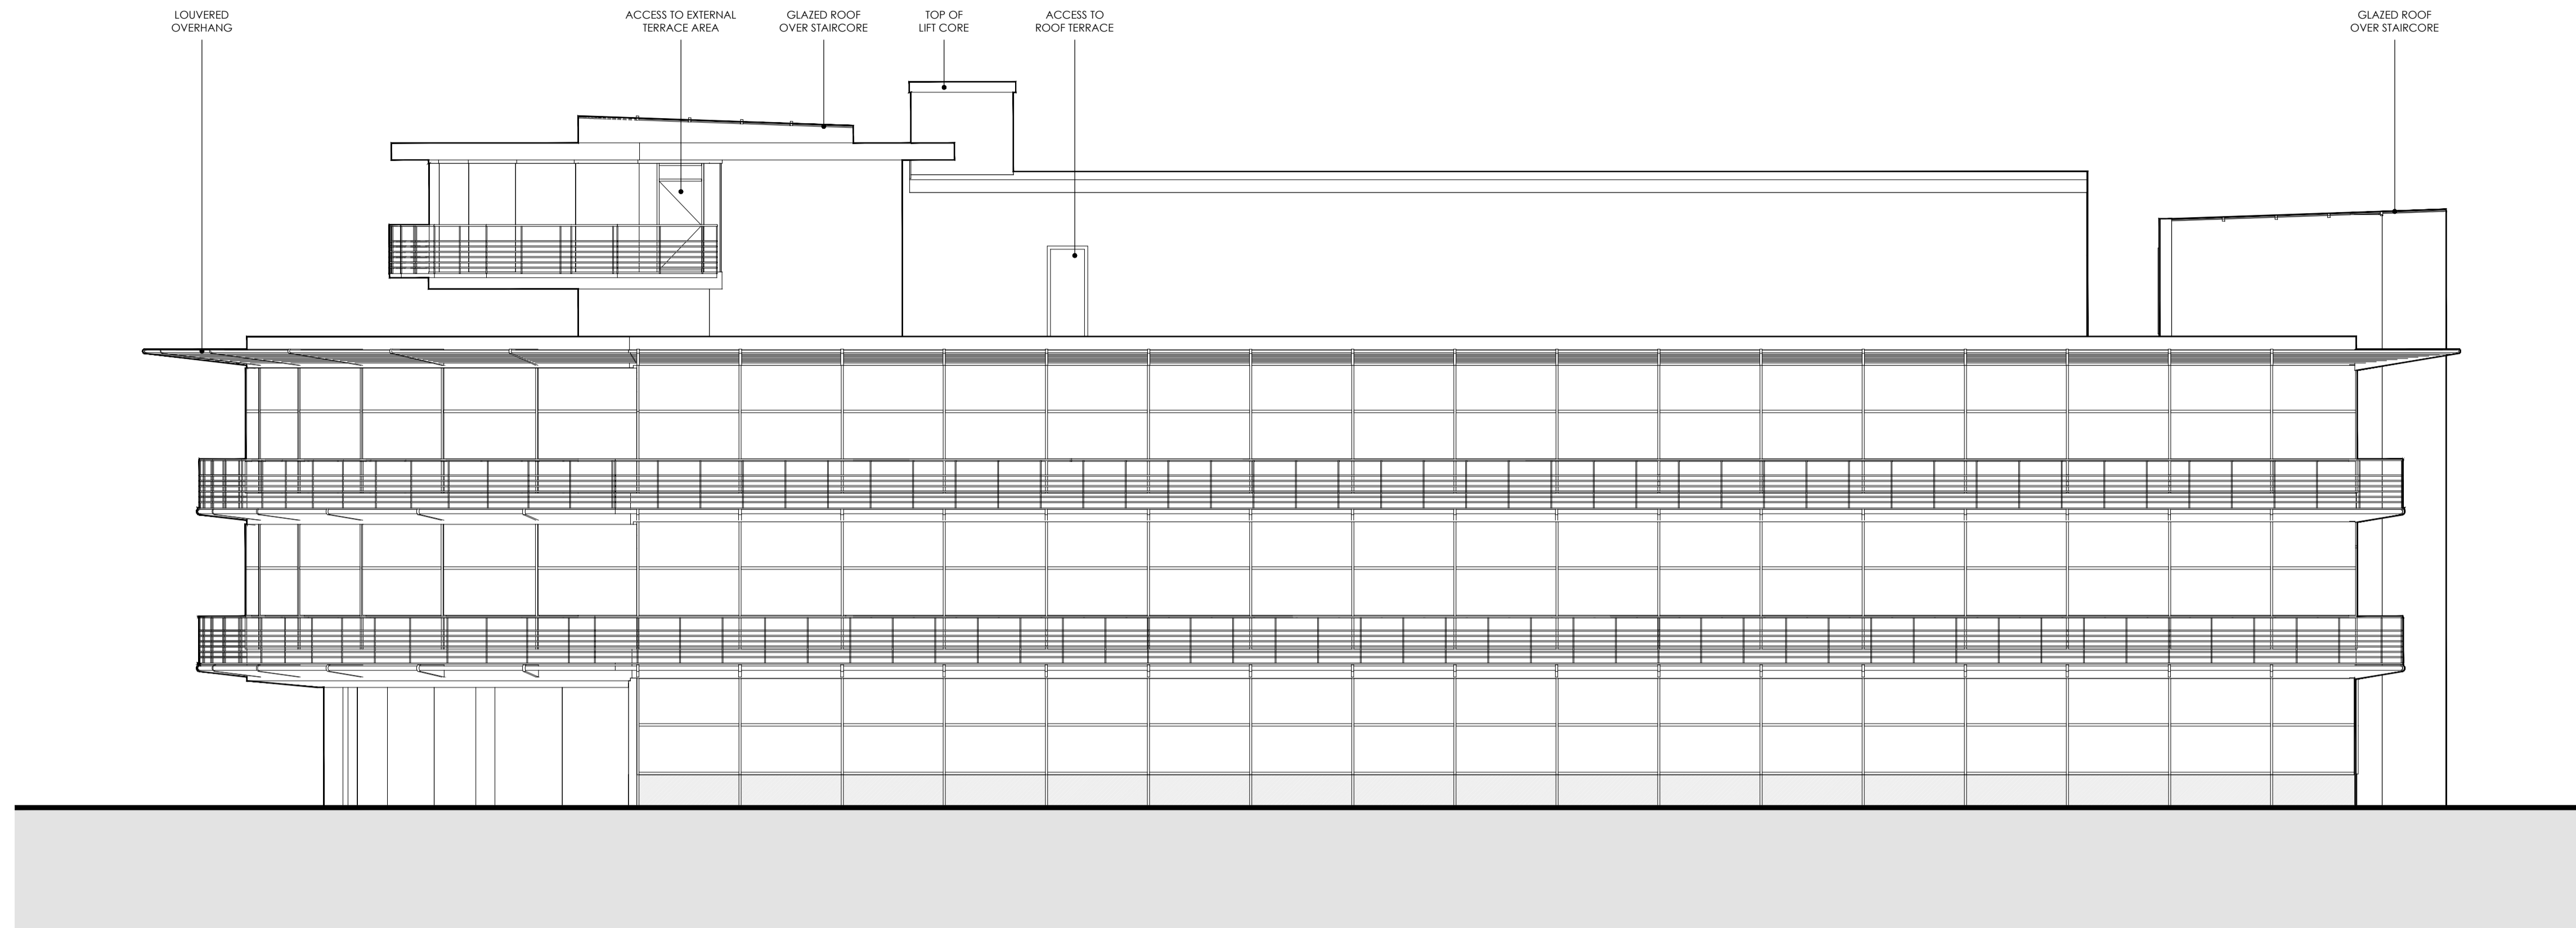 LOUVERED
OVERHANG
ACCESS TO EXTERNAL
TERRACE AREA
GLAZED ROOF
OVER STAIRCORE
TOP OF
LIFT CORE
ACCESS TO
ROOF TERRACE
GLAZED ROOF
OVER STAIRCORE